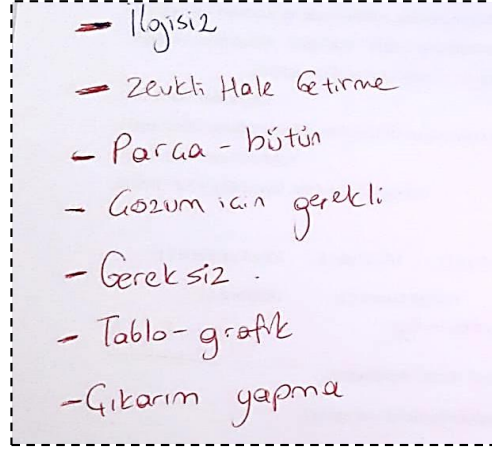 - İlgisiz
- Zevkli Hale Getirme
- Parça - bütün
- Çözüm için gerekli
- Gereksiz.
- Tablo - grafik
- Çıkarım yapma